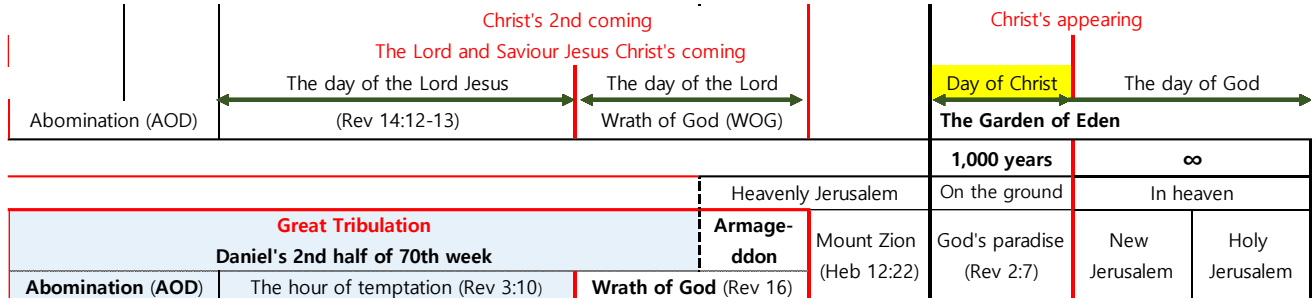 Christ's 2nd coming Christ's appearing
The Lord and Saviour Jesus Christ's coming
The day of the Lord Jesus The day of the Lord Day of Christ The day of God
Abomination (AOD) (Rev 14:12-13) Wrath of God (WOG) The Garden of Eden
1,000 years ∞
Heavenly Jerusalem On the ground In heaven
Great Tribulation
Daniel's 2nd half of 70th week
Armage-
ddon
Mount Zion
(Heb 12:22)
God's paradise
(Rev 2:7)
New
Jerusalem
Holy
Jerusalem
Abomination (AOD) The hour of temptation (Rev 3:10) Wrath of God (Rev 16)